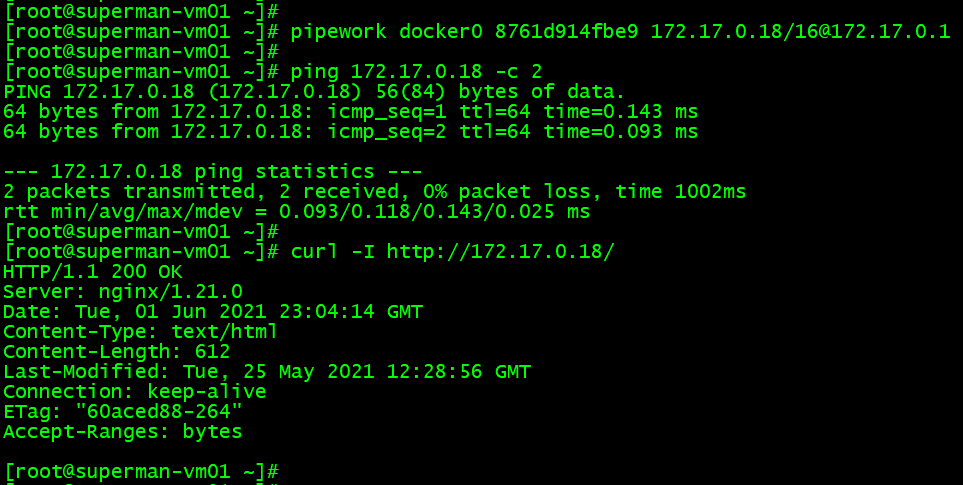 [root@superman-vm01 ~]#
[root@superman-vm01 ~]# pipework docker0 8761d914fbe9 172.17.0.18/16@172.17.0.1
[root@superman-vm01 ~]#
[root@superman-vm01 ~]# ping 172.17.0.18 -c 2
PING 172.17.0.18 (172.17.0.18) 56(84) bytes of data.
64 bytes from 172.17.0.18: icmp_seq=1 ttl=64 time=0.143 ms
64 bytes from 172.17.0.18: icmp_seq=2 ttl=64 time=0.093 ms

--- 172.17.0.18 ping statistics ---
2 packets transmitted, 2 received, 0% packet loss, time 1002ms
rtt min/avg/max/mdev = 0.093/0.118/0.143/0.025 ms
[root@superman-vm01 ~]#
[root@superman-vm01 ~]# curl -I http://172.17.0.18/
HTTP/1.1 200 OK
Server: nginx/1.21.0
Date: Tue, 01 Jun 2021 23:04:14 GMT
Content-Type: text/html
Content-Length: 612
Last-Modified: Tue, 25 May 2021 12:28:56 GMT
Connection: keep-alive
ETag: "60aced88-264"
Accept-Ranges: bytes

[root@superman-vm01 ~]#